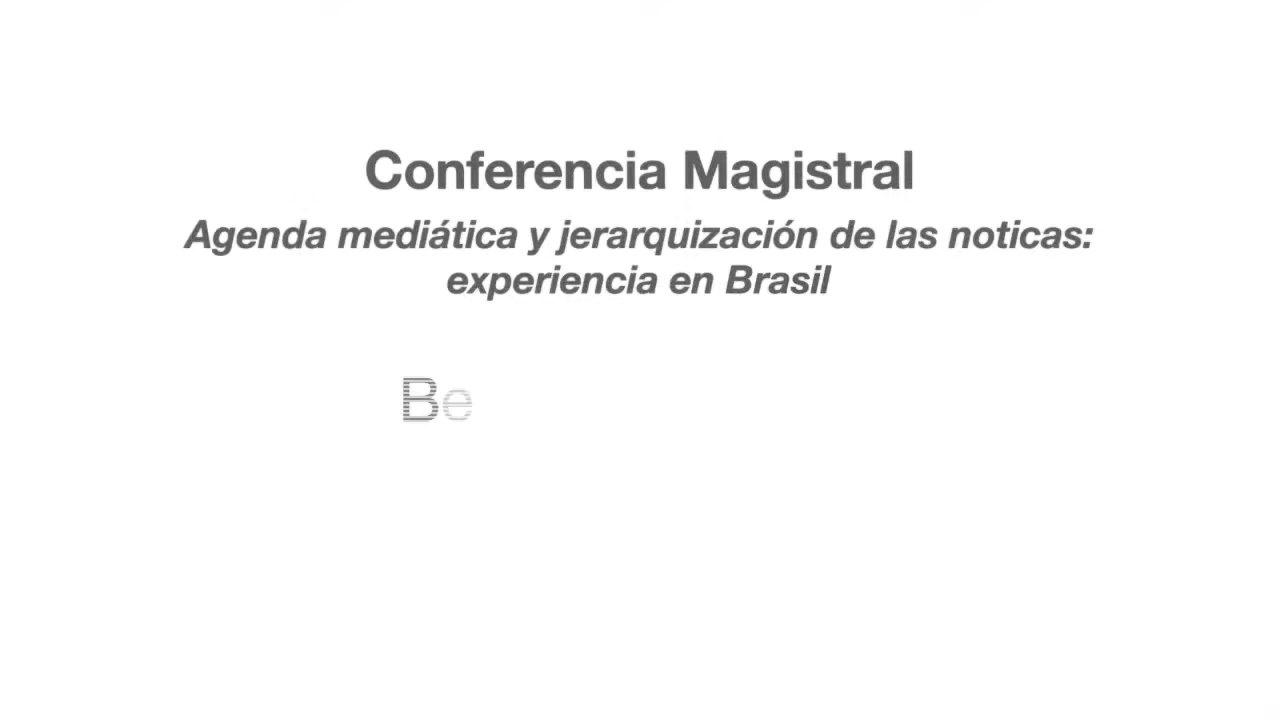 Conferencia Magistral
Agenda mediática y jerarquización de las noticas:
experiencia en Brasil
Be